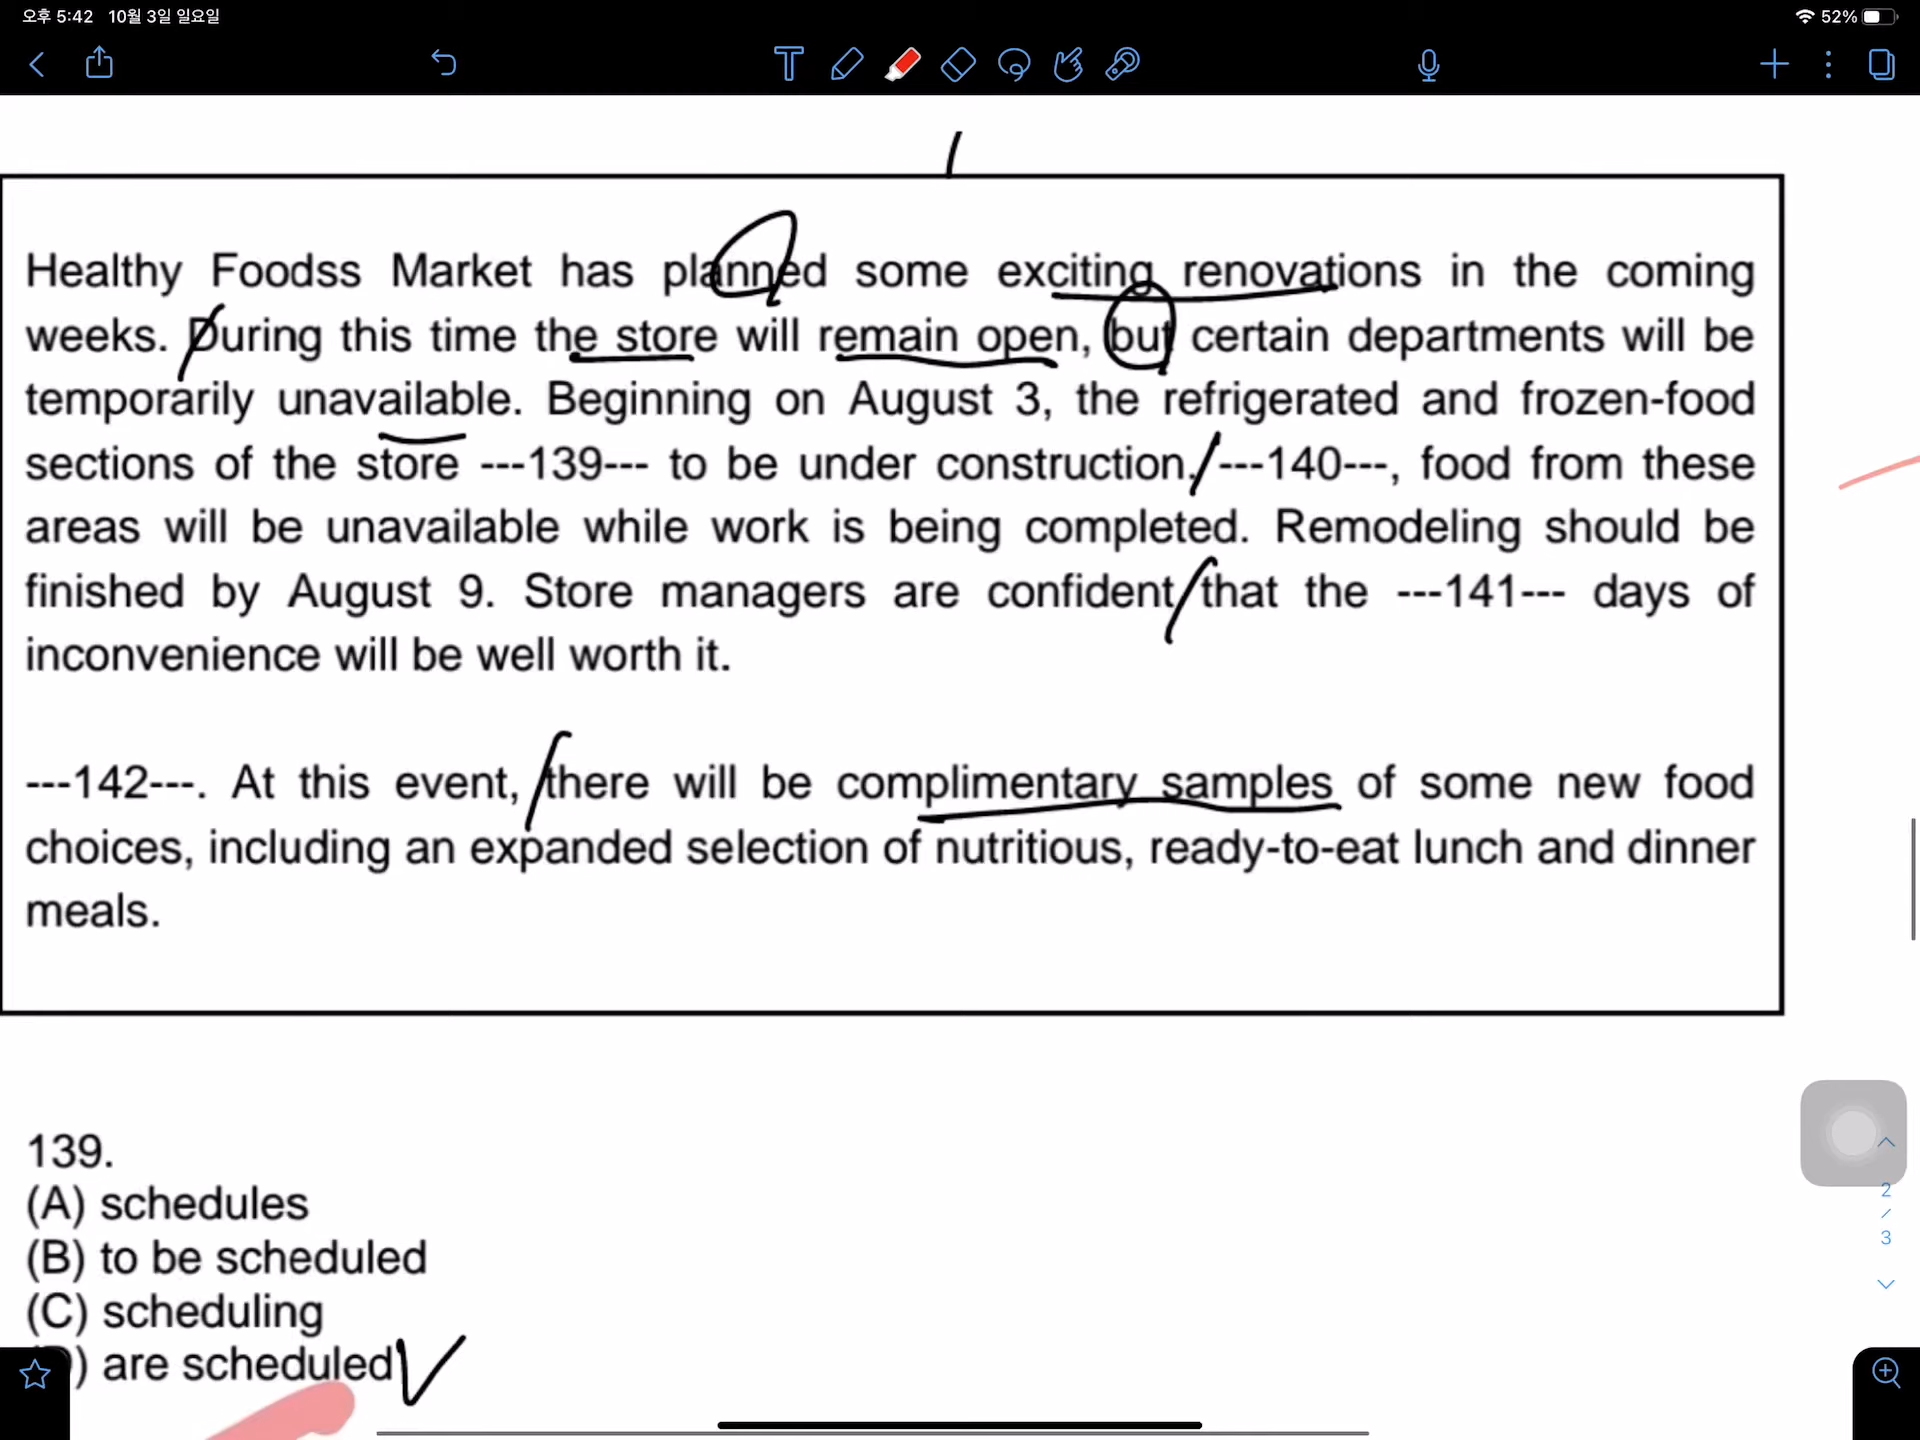 오후 5:42 10월 3일 일요일
52%
Healthy Foodss Market has planned some exciting renovations in the coming
weeks. During this time the store will remain open, but certain departments will be
temporarily unavailable. Beginning on August 3, the refrigerated and frozen-food
sections of the store ---139--- to be under construction. ---140---, food from these
areas will be unavailable while work is being completed. Remodeling should be
finished by August 9. Store managers are confident that the ---141--- days of
inconvenience will be well worth it.
---142---. At this event, there will be complimentary samples of some new food
choices, including an expanded selection of nutritious, ready-to-eat lunch and dinner
meals.
139.
(A) schedules
(B) to be scheduled
(C) scheduling
) are scheduled
2
/
3